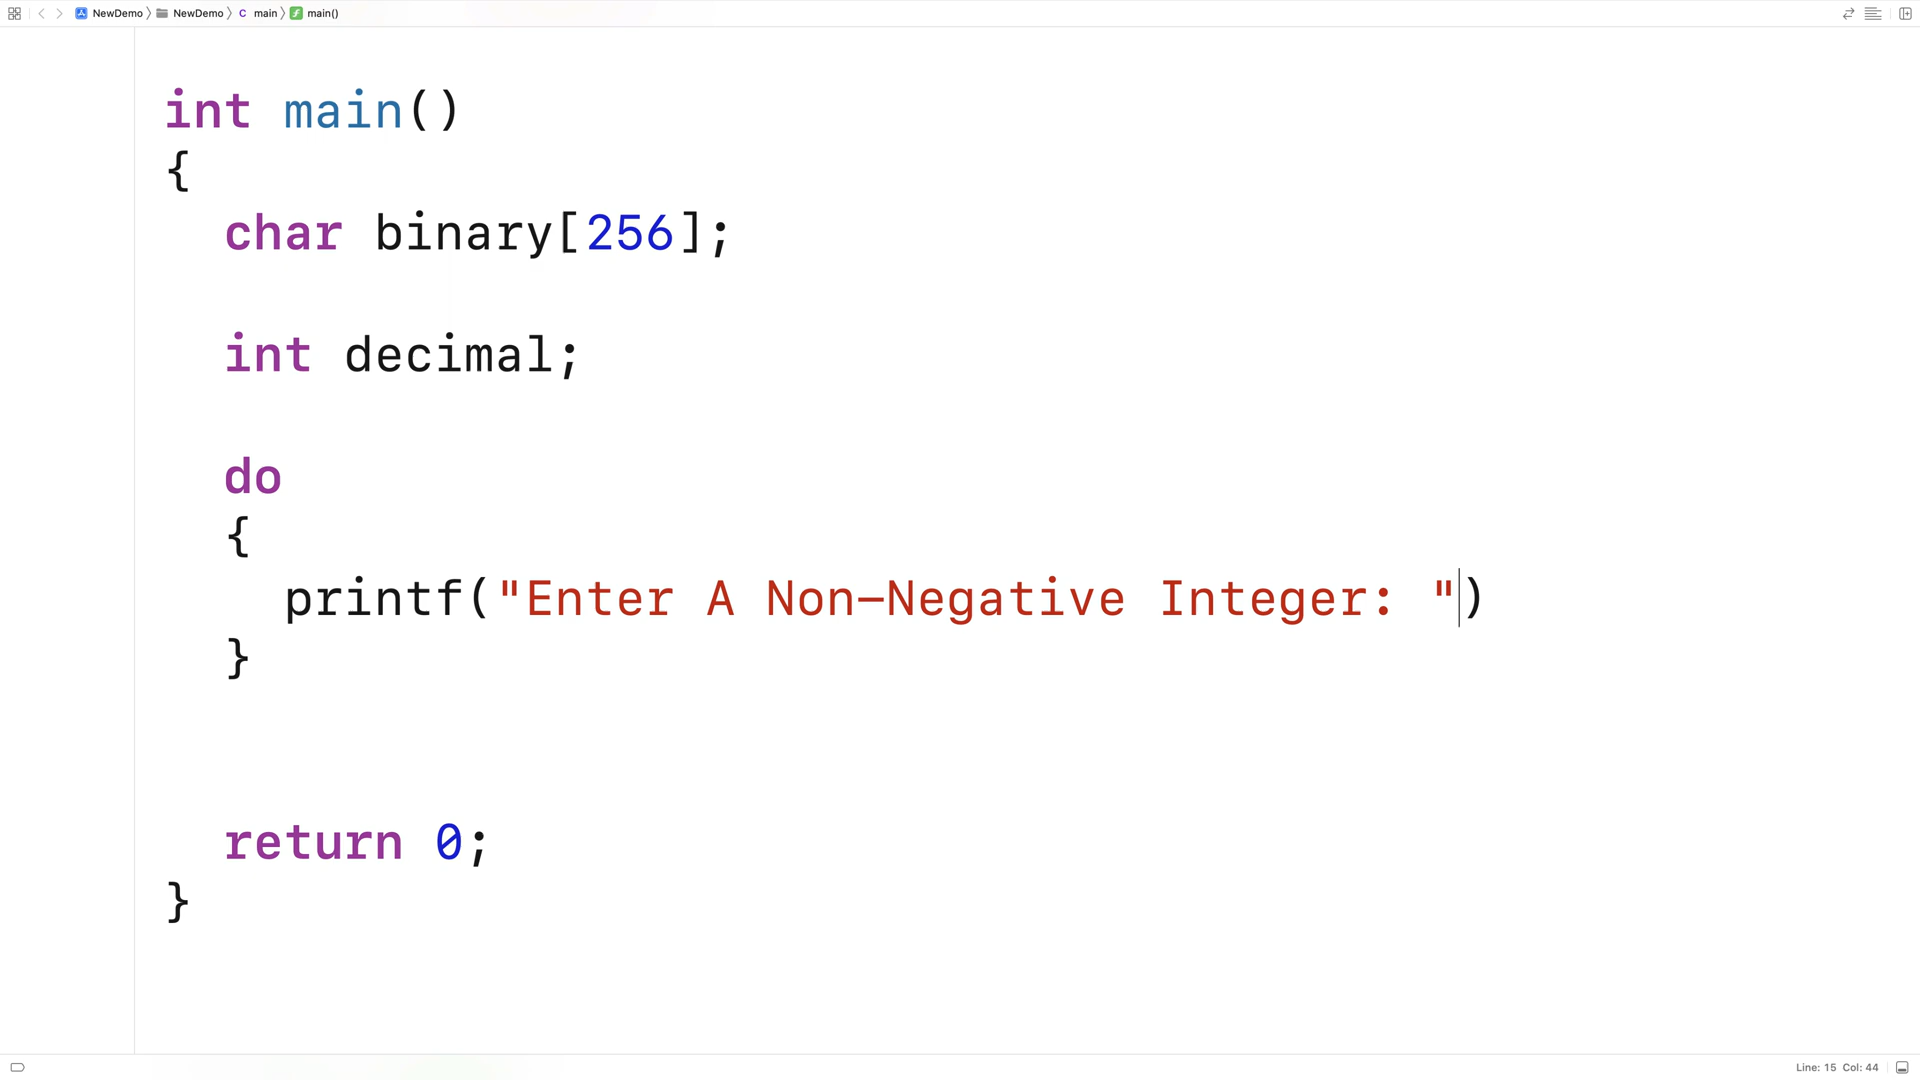 NewDemo 〉 NewDemo 〉 C main 〉 f main()
int main()
{
char binary[256];
int decimal;
do
{
printf("Enter A Non-Negative Integer: ")
}
return 0;
}
Line: 15 Col: 44